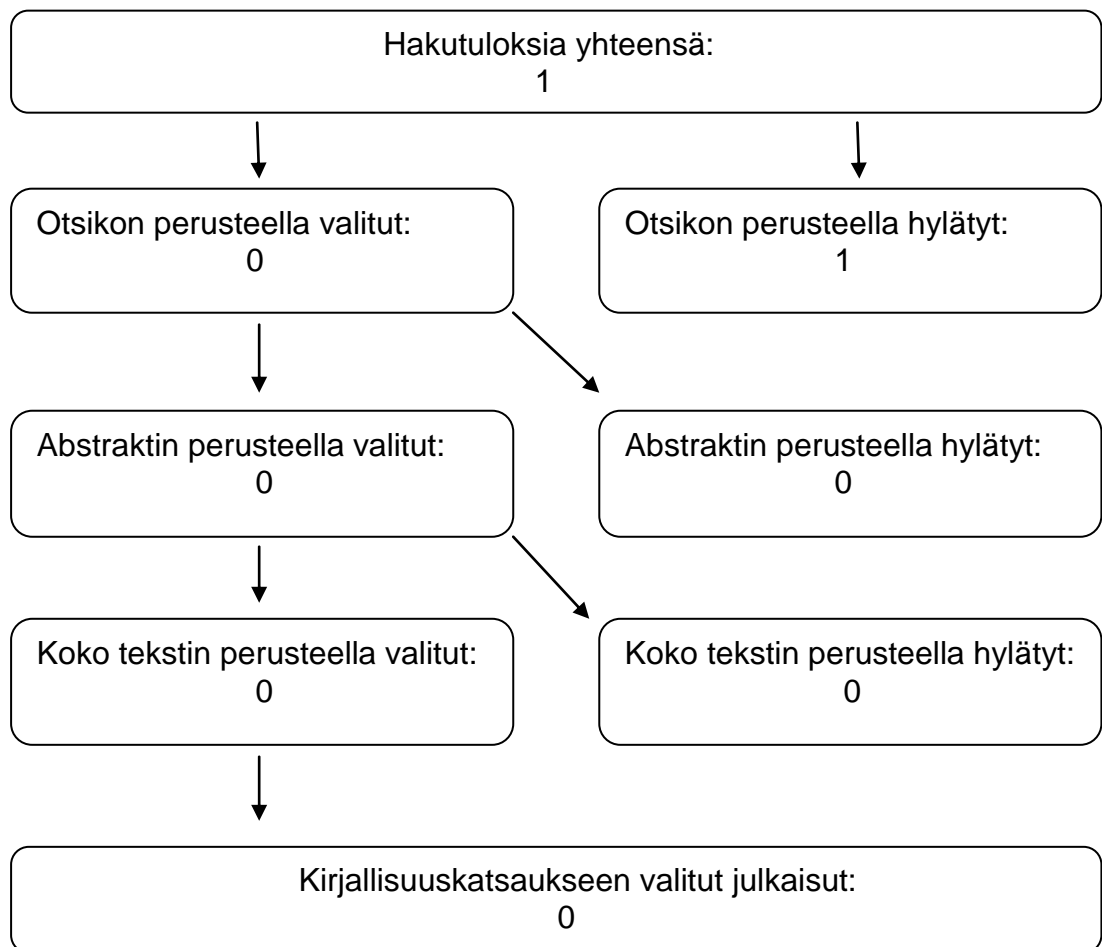 Hakutuloksia yhteensä:
1
Otsikon perusteella valitut:
0
Otsikon perusteella hylätyt:
1
Abstraktin perusteella valitut:
0
Abstraktin perusteella hylätyt:
0
Koko tekstin perusteella valitut:
0
Koko tekstin perusteella hylätyt:
0
Kirjallisuuskatsaukseen valitut julkaisut:
0